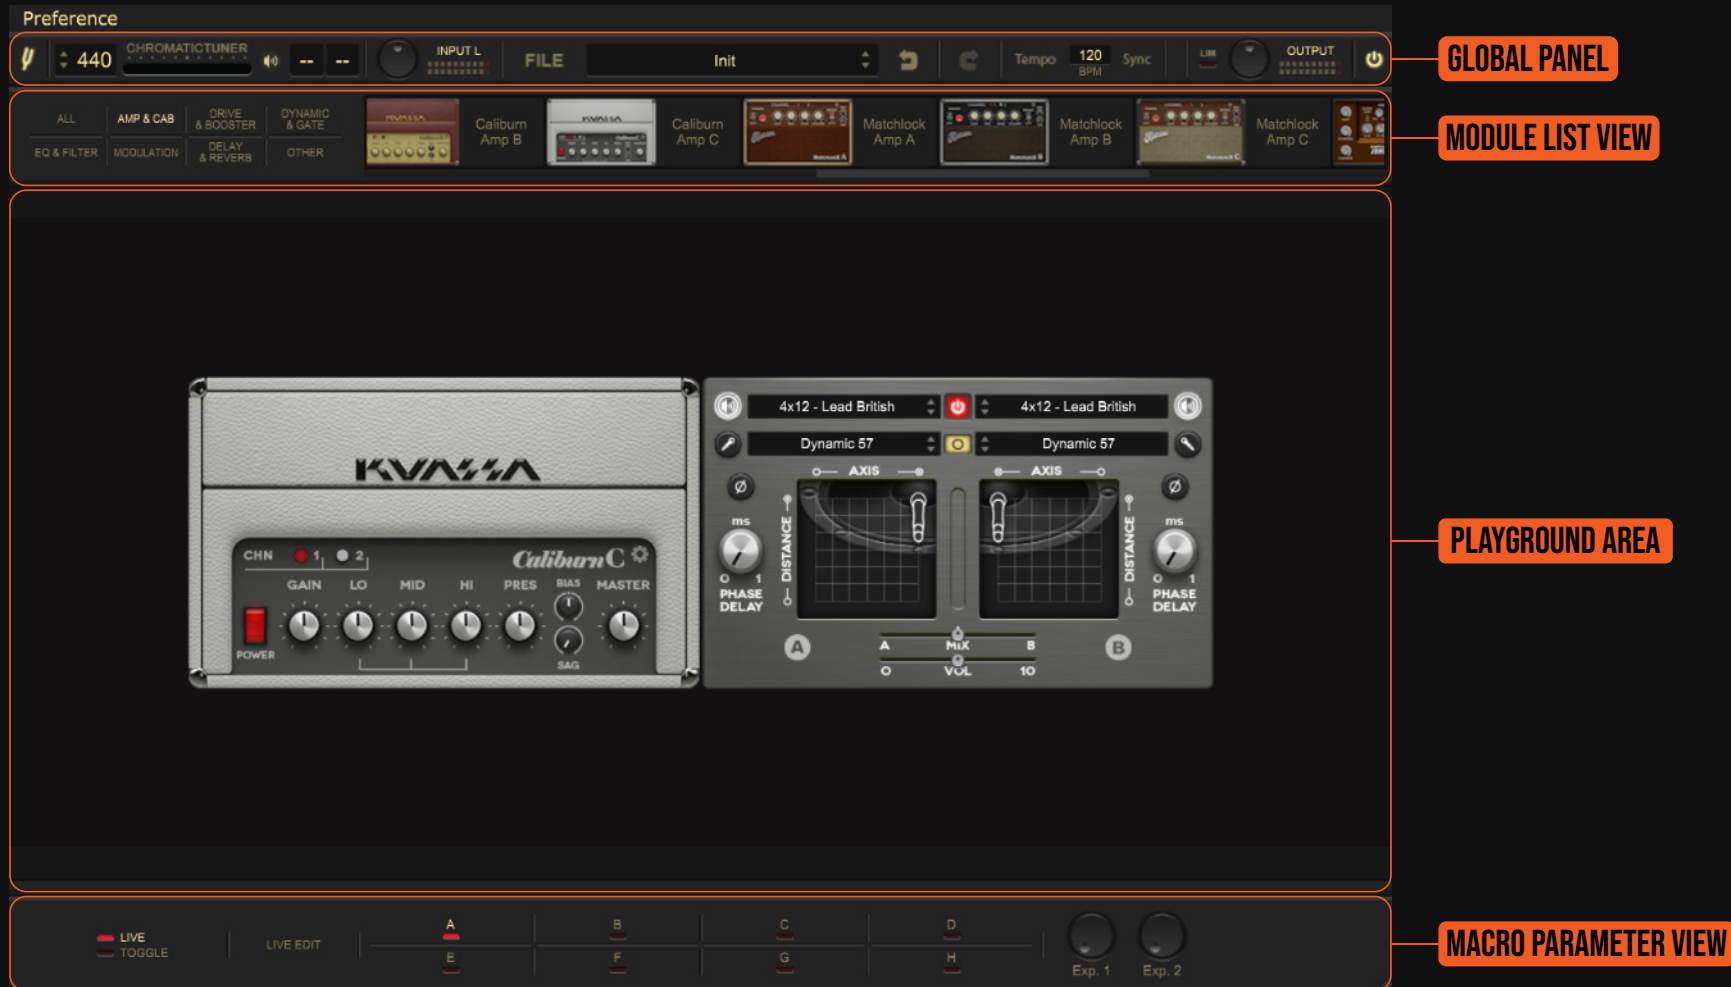 Preference
440 CHROMATICTUNER -- -- INPUT L FILE Init Tempo 120 BPM Sync LIM OUTPUT
GLOBAL PANEL
ALL AMP & CAB DRIVE & BOOSTER DYNAMIC & GATE
EQ & FILTER MODULATION DELAY & REVERB OTHER
Caliburn Amp B
Caliburn Amp C
Matchlock Amp A
Matchlock Amp B
Matchlock Amp C
MODULE LIST VIEW
KVASSA
CHN 1 2
Caliburn C
GAIN LO MID HI PRES BIAS MASTER
POWER
SAG
4x12 - Lead British 4x12 - Lead British
Dynamic 57 Dynamic 57
AXIS AXIS
Ø Ø
ms ms
DISTANCE DISTANCE
0 1 0 1
PHASE DELAY PHASE DELAY
A B
A MIX B
0 VOL 10
PLAYGROUND AREA
LIVE
TOGGLE
LIVE EDIT
A B C D
E F G H
Exp. 1 Exp. 2
MACRO PARAMETER VIEW